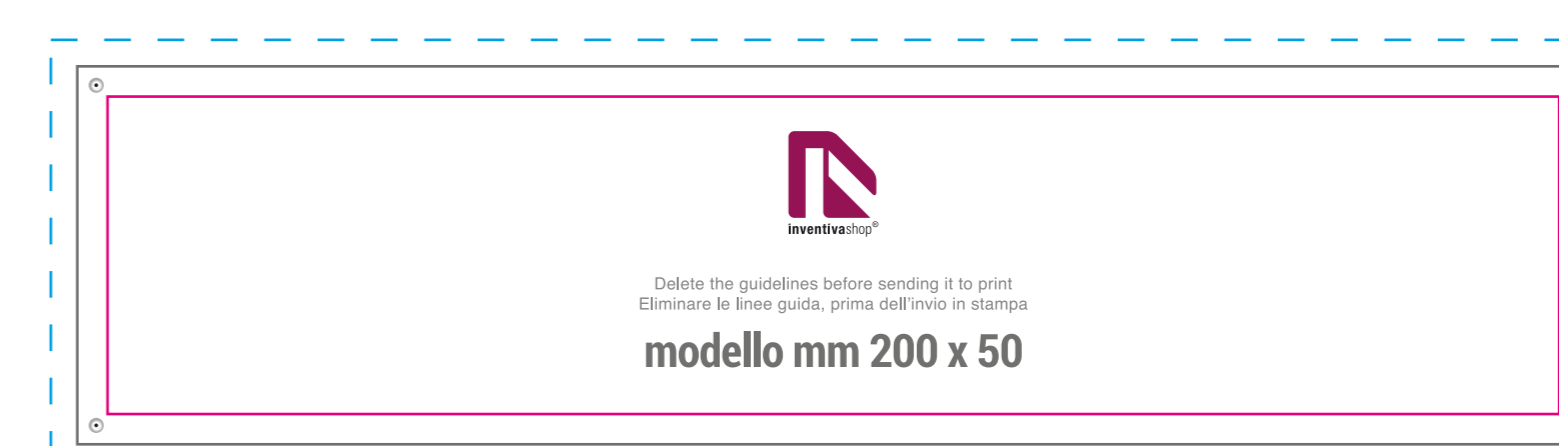 inventivashop®
Delete the guidelines before sending it to print
Eliminare le linee guida, prima dell'invio in stampa
modello mm 200 x 50